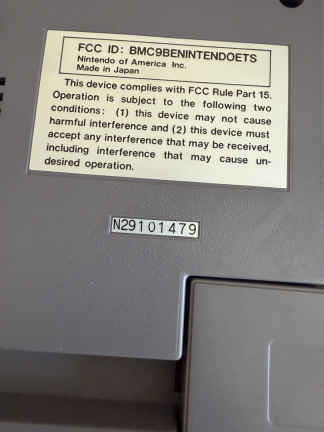 FCC ID: BMC9BENINTENDOETS
Nintendo of America Inc.
Made in Japan
This device complies with FCC Rule Part 15.
Operation is subject to the following two
conditions: (1) this device may not cause
harmful interference and (2) this device must
accept any interference that may be received,
including interference that may cause un-
desired operation.
N29101479